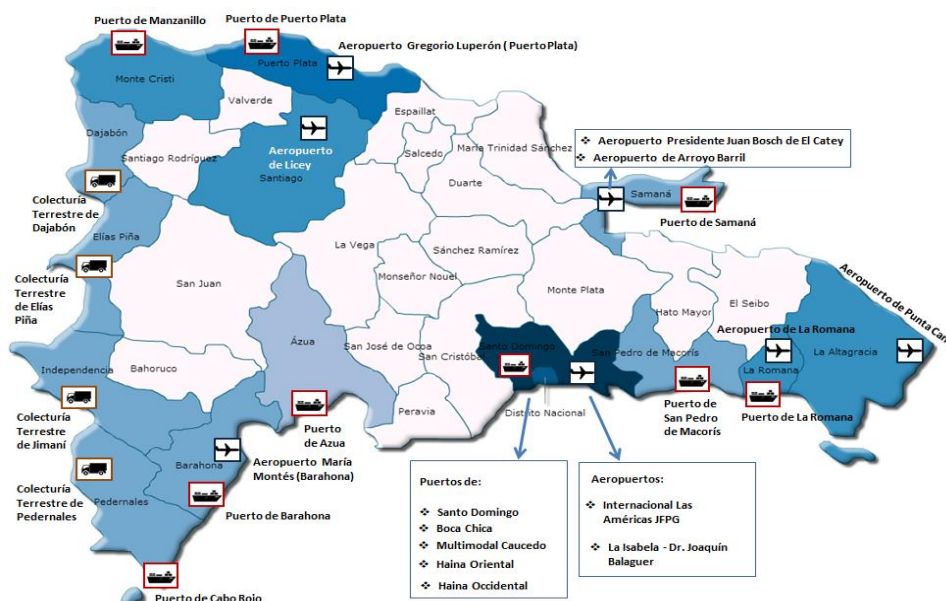 Puerto de Manzanillo
Puerto de Puerto Plata
Aeropuerto Gregorio Luperón ( Puerto Plata)
Puerto Plata
Monte Cristi
Valverde
Espaillat
Dajabón
Santiago Rodríguez
Aeropuerto
de Licey
Santiago
Salcedo
María Trinidad Sánchez
Duarte
❖ Aeropuerto Presidente Juan Bosch de El Catey
❖ Aeropuerto de Arroyo Barril
Samaná
Puerto de Samaná
Colecturía
Terrestre de
Dajabón
Elías Piña
Colecturía
Terrestre
de Elías
Piña
San Juan
La Vega
Sánchez Ramírez
Monseñor Nouel
Monte Plata
Hato Mayor
El Seibo
Aeropuerto de Punta Can
Aeropuerto de La Romana
La Altagracia
La Romana
Puerto de La Romana
San Pedro de Macorís
Puerto de
San Pedro
de Macorís
Santo Domingo
Distrito Nacional
San Cristóbal
San José de Ocoa
Peravia
Ázua
Puerto
de Azua
Independencia
Bahoruco
Colecturía
Terrestre
de Jimaní
Barahona
Aeropuerto María
Montés (Barahona)
Puerto de Barahona
Colecturía
Terrestre de
Pedernales
Pedernales
Puerto de Cabo Rojo
Puertos de:
❖ Santo Domingo
❖ Boca Chica
❖ Multimodal Caucedo
❖ Haina Oriental
❖ Haina Occidental
Aeropuertos:
❖ Internacional Las
Américas JFPG
❖ La Isabela - Dr. Joaquín
Balaguer